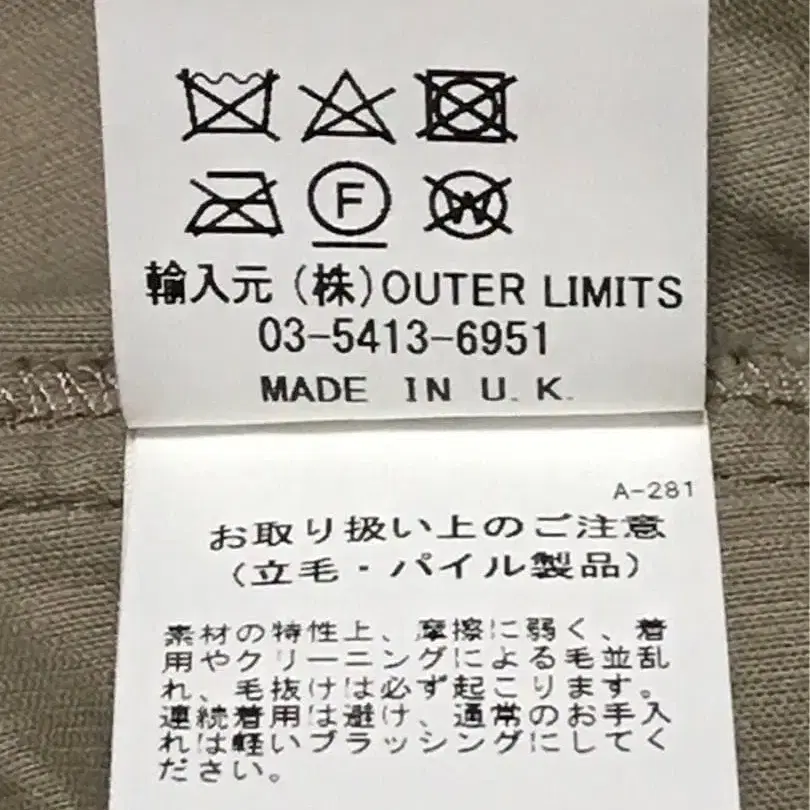 F
W
輸入元(株)OUTER LIMITS
03-5413-6951
MADE IN U.K.
A-281
お取り扱い上のご注意
(立毛・パイル製品)
素材の特性上、摩擦に弱く、着
用やクリーニングによる毛並乱
れ、毛抜けは必ず起こります。
連続着用は避け、通常のお手入
れは軽いブラッシングにしてく
ださい。